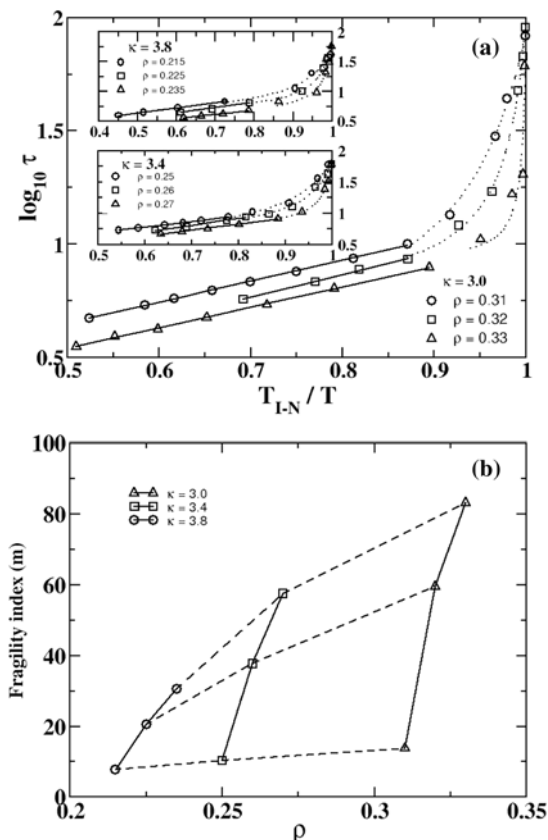 κ = 3.8
ρ = 0.215
ρ = 0.225
ρ = 0.235
2
1.5
1
0.5
0.4 0.5 0.6 0.7 0.8 0.9 1
κ = 3.4
ρ = 0.25
ρ = 0.26
ρ = 0.27
2
1.5
1
0.5
0.5 0.6 0.7 0.8 0.9 1
(a)
2
1.5
1
0.5
log10 τ
κ = 3.0
ρ = 0.31
ρ = 0.32
ρ = 0.33
0.5 0.6 0.7 0.8 0.9 1
TI-N / T
(b)
κ = 3.0
κ = 3.4
κ = 3.8
100
80
60
40
20
0
Fragility index (m)
0.2 0.25 0.3 0.35
ρ